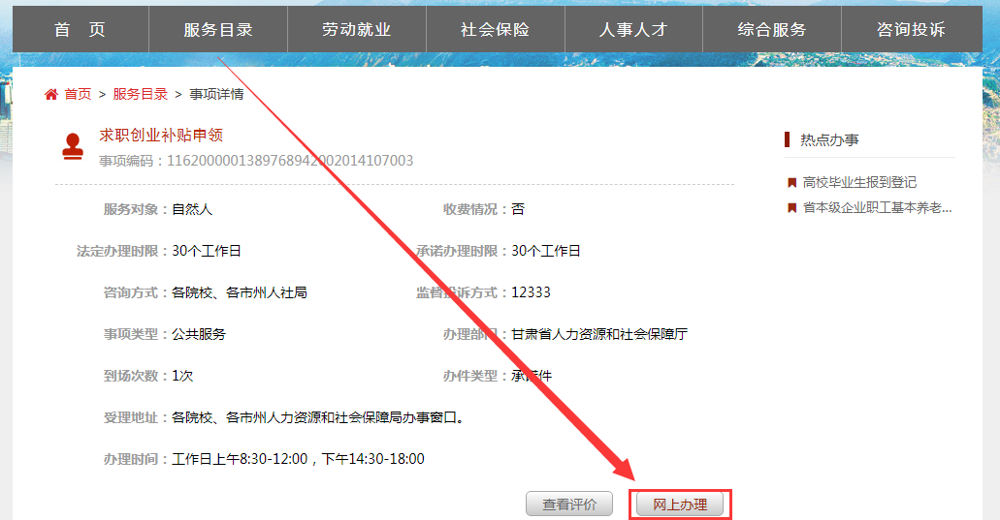 首 页 服务目录 劳动就业 社会保险 人事人才 综合服务 咨询投诉
首页 > 服务目录 > 事项详情
求职创业补贴申领
事项编码：1162000001389768942002014107003
热点办事
高校毕业生报到登记
省本级企业职工基本养老...
服务对象：自然人 收费情况：否
法定办理时限：30个工作日 承诺办理时限：30个工作日
咨询方式：各院校、各市州人社局 监督投诉方式：12333
事项类型：公共服务 办理部门：甘肃省人力资源和社会保障厅
到场次数：1次 办件类型：承诺件
受理地址：各院校、各市州人力资源和社会保障局办事窗口。
办理时间：工作日上午8:30-12:00，下午14:30-18:00
查看评价 网上办理